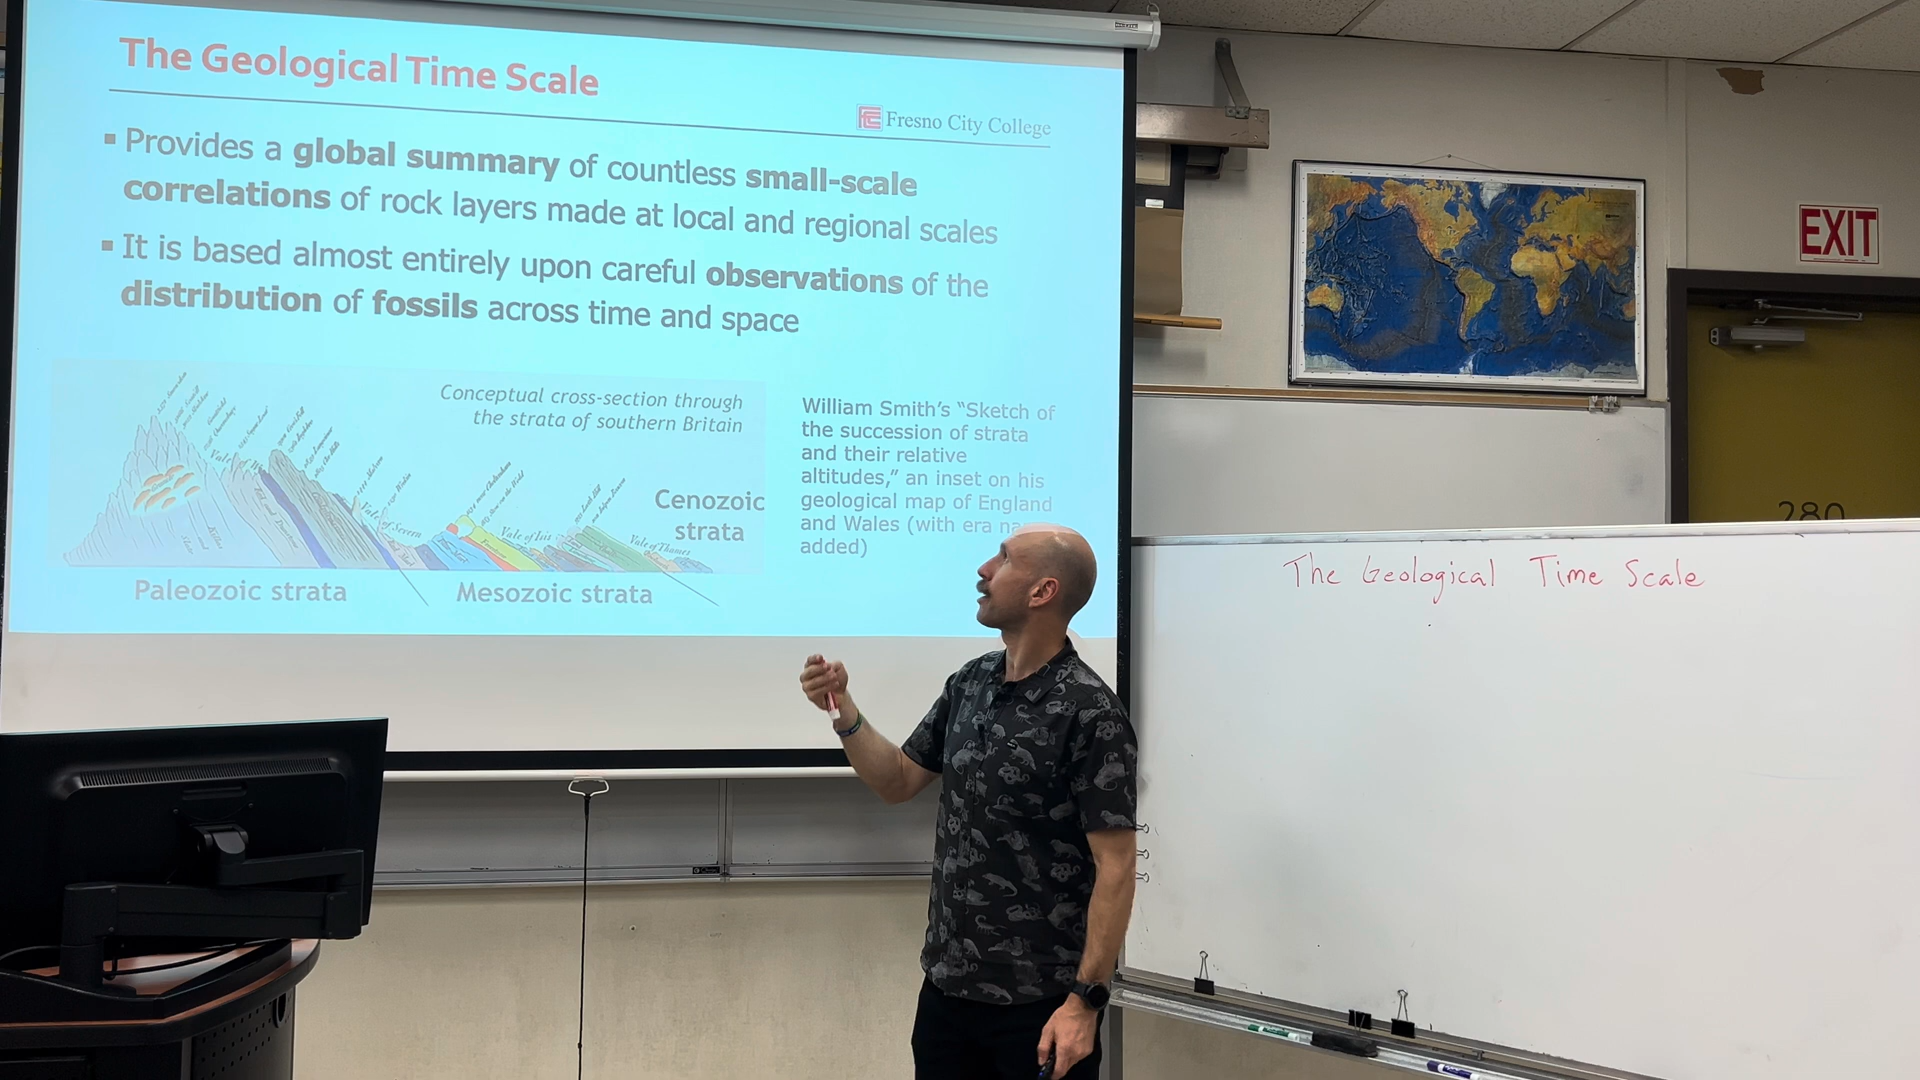 The Geological Time Scale
Fresno City College
▪ Provides a global summary of countless small-scale
correlations of rock layers made at local and regional scales
▪ It is based almost entirely upon careful observations of the
distribution of fossils across time and space
Conceptual cross-section through
the strata of southern Britain
Vale of Severn
Vale of Isis
Vale of Thames
Cenozoic
strata
Paleozoic strata
Mesozoic strata
William Smith's “Sketch of
the succession of strata
and their relative
altitudes,” an inset on his
geological map of England
and Wales (with era
added)
EXIT
280
The Geological Time Scale